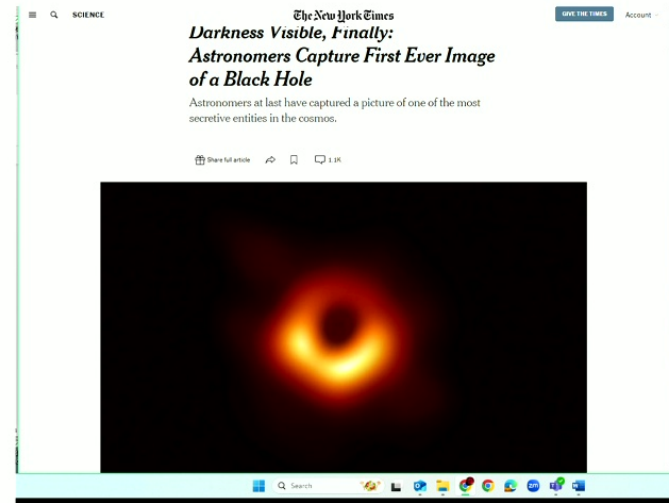 SCIENCE
The New York Times
GIVE THE TIMES
Account
Darkness Visible, Finally:
Astronomers Capture First Ever Image
of a Black Hole
Astronomers at last have captured a picture of one of the most
secretive entities in the cosmos.
Share full article
1.1K
Search
zm